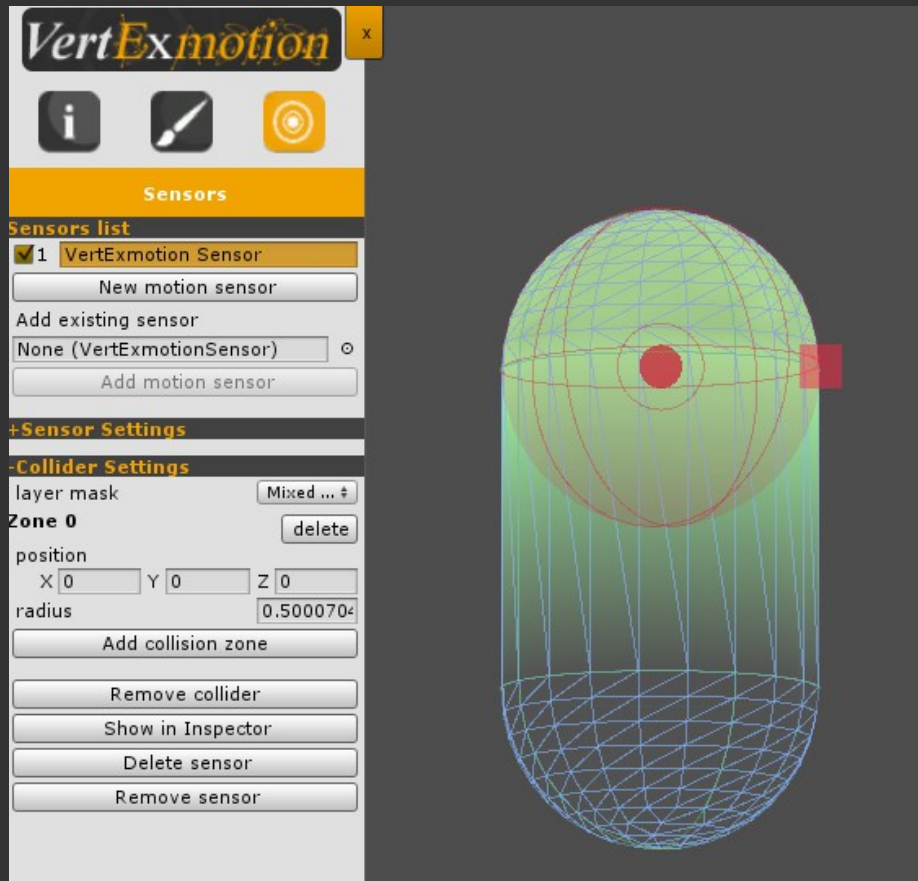 VertExmotion
x
i
Sensors
Sensors list
1 VertExmotion Sensor
New motion sensor
Add existing sensor
None (VertExmotionSensor)
Add motion sensor
+Sensor Settings
-Collider Settings
layer mask Mixed ...
Zone 0 delete
position
X 0 Y 0 Z 0
radius 0.5000704
Add collision zone
Remove collider
Show in Inspector
Delete sensor
Remove sensor